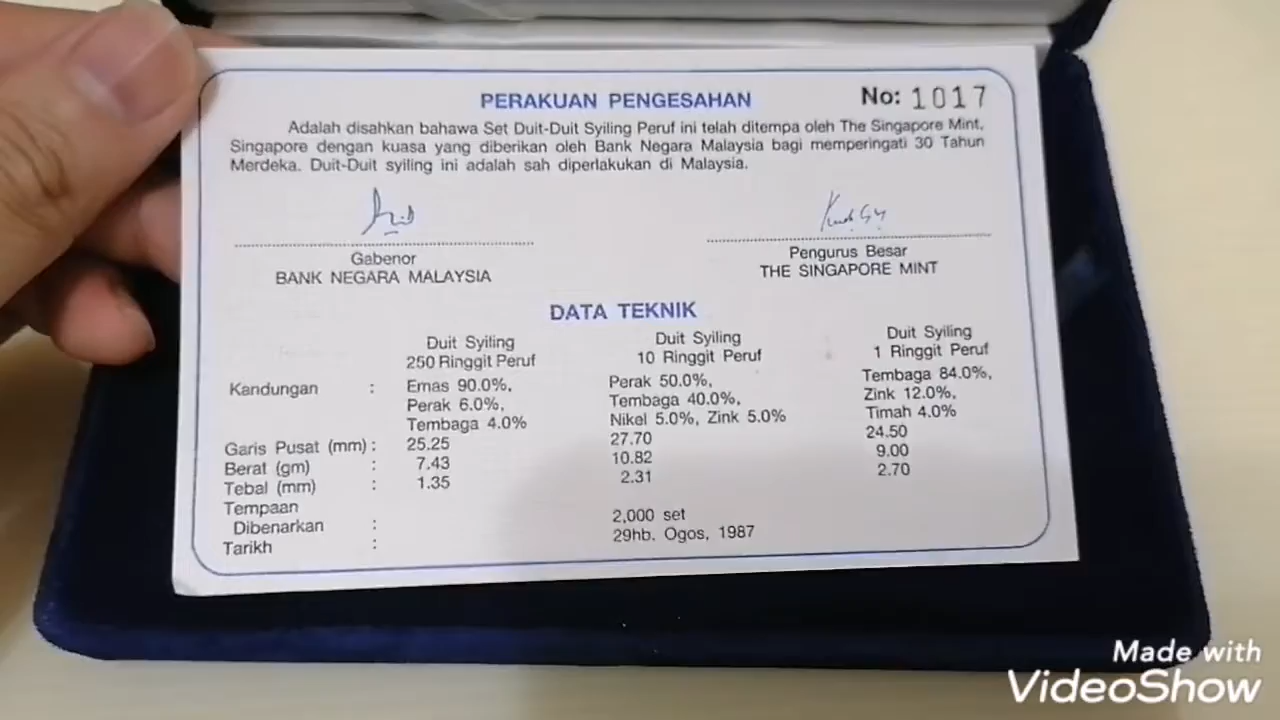 PERAKUAN PENGESAHAN No: 1017
Adalah disahkan bahawa Set Duit-Duit Syiling Peruf ini telah ditempa oleh The Singapore Mint,
Singapore dengan kuasa yang diberikan oleh Bank Negara Malaysia bagi memperingati 30 Tahun
Merdeka. Duit-Duit syiling ini adalah sah diperlakukan di Malaysia.
Gabenor
BANK NEGARA MALAYSIA
Pengurus Besar
THE SINGAPORE MINT
DATA TEKNIK
Duit Syiling Duit Syiling Duit Syiling
250 Ringgit Peruf 10 Ringgit Peruf 1 Ringgit Peruf
Kandungan : Emas 90.0%, Perak 50.0%, Tembaga 84.0%,
Perak 6.0%, Tembaga 40.0%, Zink 12.0%,
Tembaga 4.0% Nikel 5.0%, Zink 5.0% Timah 4.0%
Garis Pusat (mm) : 25.25 27.70 24.50
Berat (gm) : 7.43 10.82 9.00
Tebal (mm) : 1.35 2.31 2.70
Tempaan
Dibenarkan : 2,000 set
Tarikh : 29hb. Ogos, 1987
Made with
VideoShow